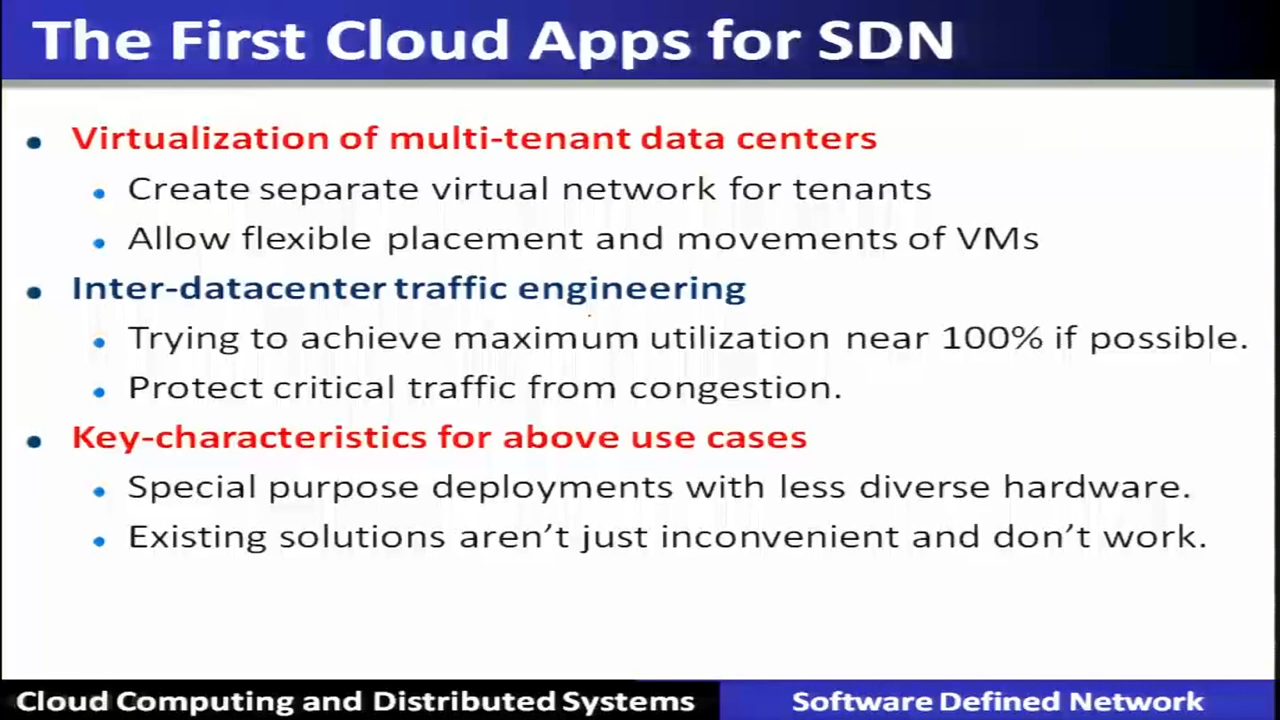 The First Cloud Apps for SDN
• Virtualization of multi-tenant data centers
• Create separate virtual network for tenants
• Allow flexible placement and movements of VMs
• Inter-datacenter traffic engineering
• Trying to achieve maximum utilization near 100% if possible.
• Protect critical traffic from congestion.
• Key-characteristics for above use cases
• Special purpose deployments with less diverse hardware.
• Existing solutions aren’t just inconvenient and don’t work.
Cloud Computing and Distributed Systems
Software Defined Network